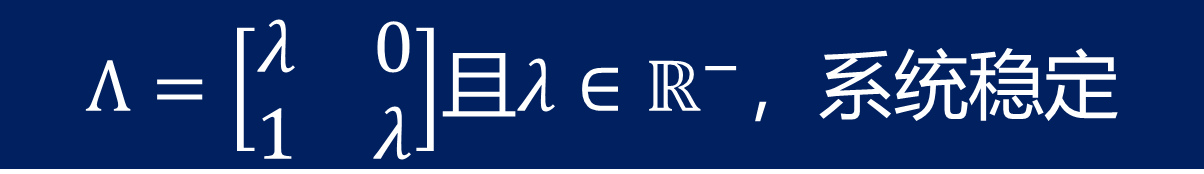 Λ = [λ 0; 1 λ]且λ ∈ ℝ⁻，系统稳定